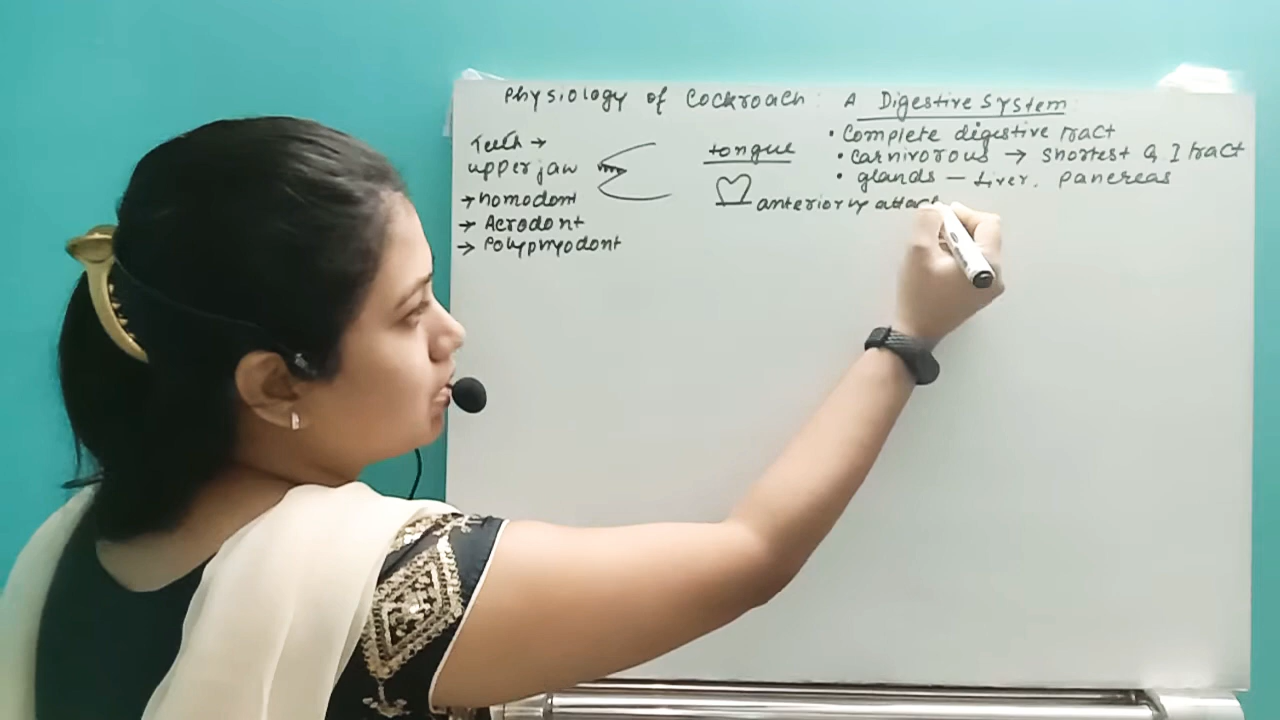 Physiology of Cockroach: A Digestive System
Teeth →
upper jaw
→ Homodont
→ Acrodont
→ Polyphyodont
tongue
anteriorly attach
• Complete digestive tract
• Carnivorous → shortest G I tract
• glands - Liver, Pancreas